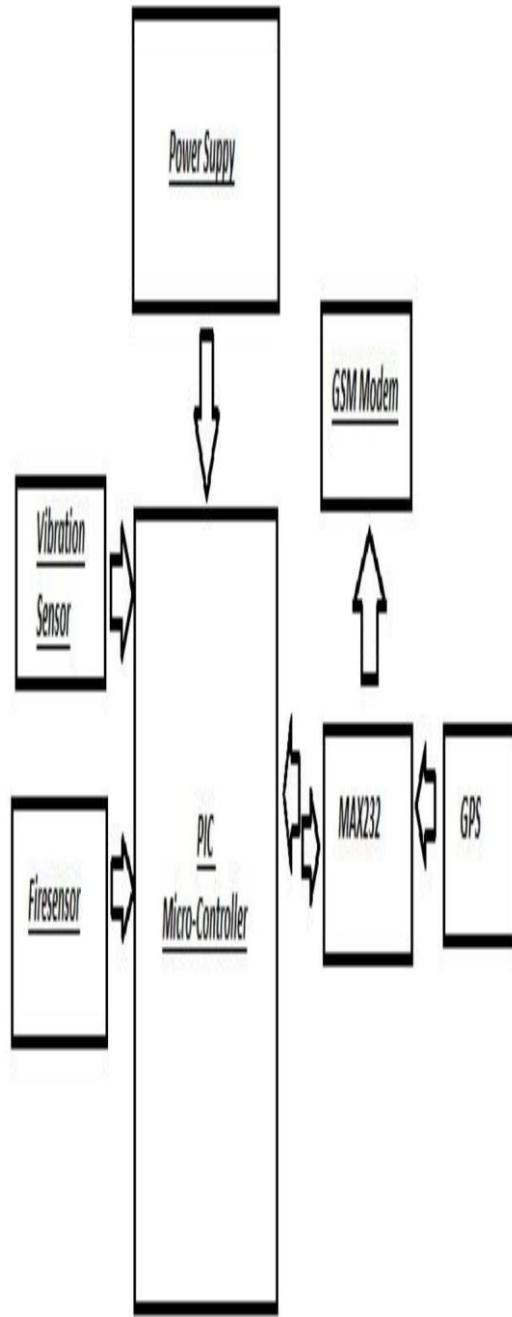 Power Suppy
GSM Modem
Vibration
Sensor
PIC
Micro-Controller
MAX232
GPS
Firesensor